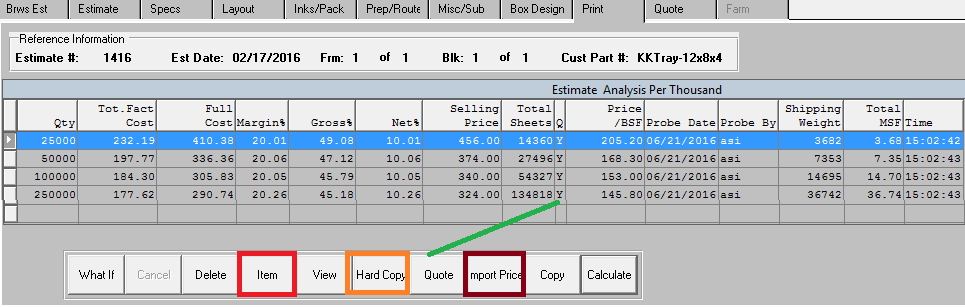 Brws Est Estimate Specs Layout Inks/Pack Prep/Route Misc/Sub Box Design Print Quote Farm
Reference Information
Estimate #: 1416 Est Date: 02/17/2016 Frm: 1 of 1 Blk: 1 of 1 Cust Part #: KKTray-12x8x4
Estimate Analysis Per Thousand
Tot.Fact Full Selling Total Price Shipping Total
Qty Cost Cost Margin% Gross% Net% Price Sheets Q /BSF Probe Date Probe By Weight MSF Time
25000 232.19 410.38 20.01 49.08 10.01 456.00 14360 Y 205.20 06/21/2016 asi 3682 3.68 15:02:42
50000 197.77 336.36 20.06 47.12 10.06 374.00 27496 Y 168.30 06/21/2016 asi 7353 7.35 15:02:43
100000 184.30 305.83 20.05 45.79 10.05 340.00 54327 Y 153.00 06/21/2016 asi 14695 14.70 15:02:43
250000 177.62 290.74 20.26 45.18 10.26 324.00 134818 Y 145.80 06/21/2016 asi 36742 36.74 15:02:43
What If Cancel Delete Item View Hard Copy Quote mport Price Copy Calculate